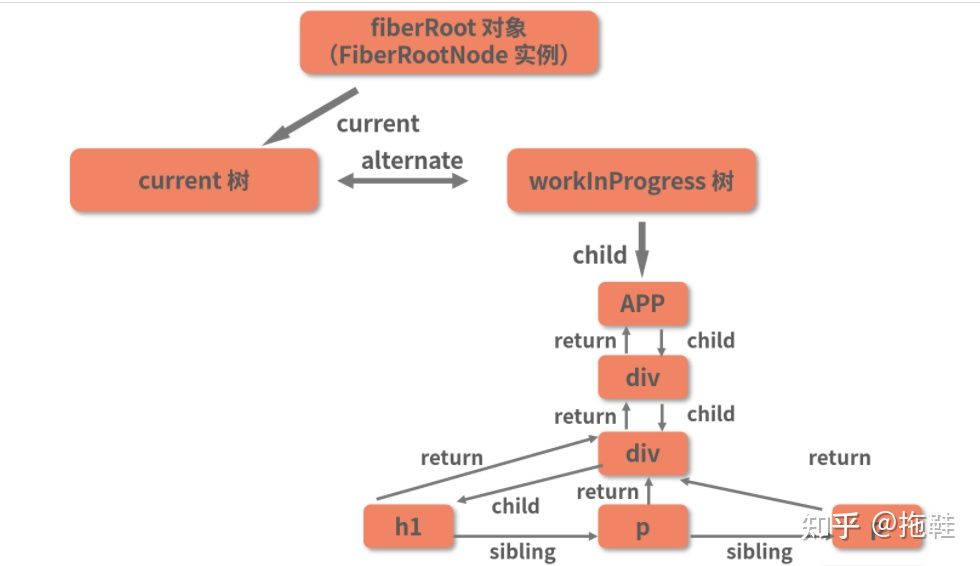 fiberRoot 对象
（FiberRootNode 实例）
current
alternate
current 树
workInProgress 树
child
APP
return
child
div
return
child
div
return
return
child
return
h1
p
知乎 @拖鞋
sibling
sibling